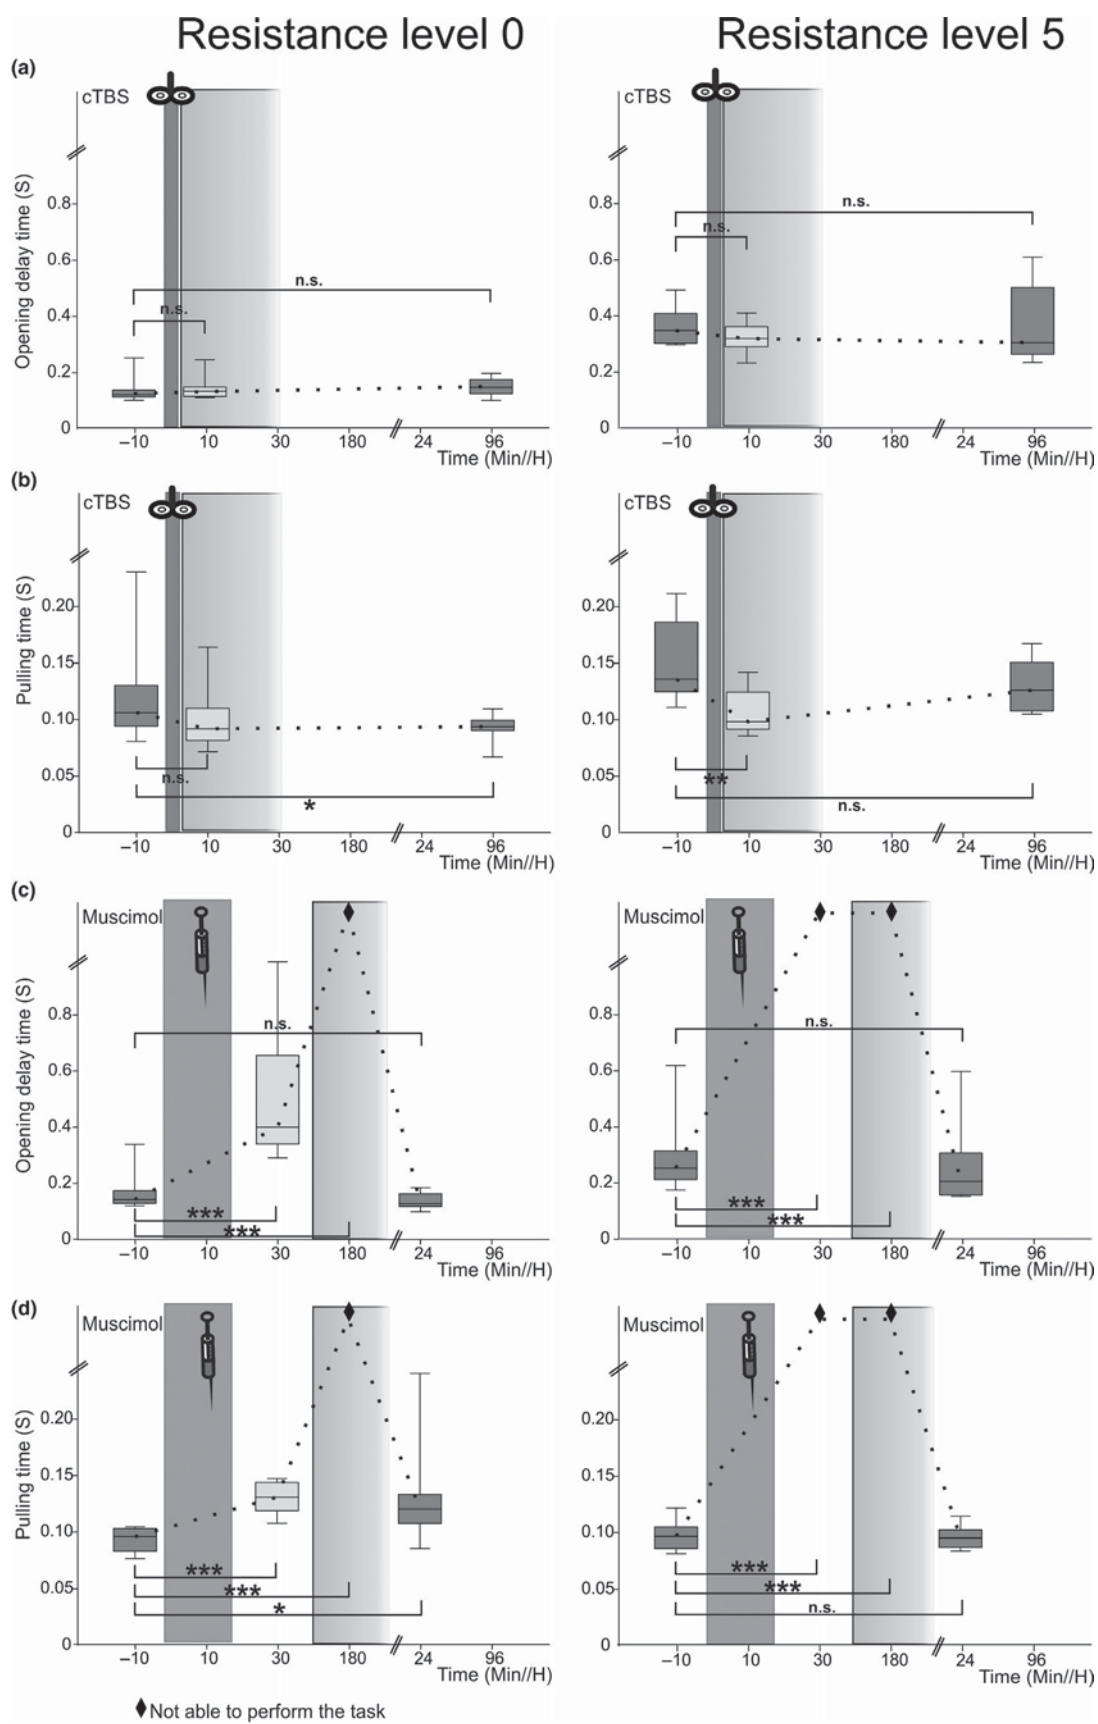 Resistance level 0 Resistance level 5
(a)
cTBS
Opening delay time (S)
0.8
0.6
0.4
0.2
0
n.s.
n.s.
–10 10 30 180 24 96
Time (Min//H)
cTBS
0.8
0.6
0.4
0.2
0
n.s.
n.s.
–10 10 30 180 24 96
Time (Min//H)
(b)
cTBS
Pulling time (S)
0.20
0.15
0.10
0.05
0
n.s.
*
–10 10 30 180 24 96
Time (Min//H)
cTBS
0.20
0.15
0.10
0.05
0
**
n.s.
–10 10 30 180 24 96
Time (Min//H)
(c)
Muscimol
Opening delay time (S)
0.8
0.6
0.4
0.2
0
n.s.
***
***
–10 10 30 180 24 96
Time (Min//H)
Muscimol
0.8
0.6
0.4
0.2
0
n.s.
***
***
–10 10 30 180 24 96
Time (Min//H)
(d)
Muscimol
Pulling time (S)
0.20
0.15
0.10
0.05
0
***
***
*
–10 10 30 180 24 96
Time (Min//H)
Muscimol
0.20
0.15
0.10
0.05
0
***
***
n.s.
–10 10 30 180 24 96
Time (Min//H)
♦ Not able to perform the task